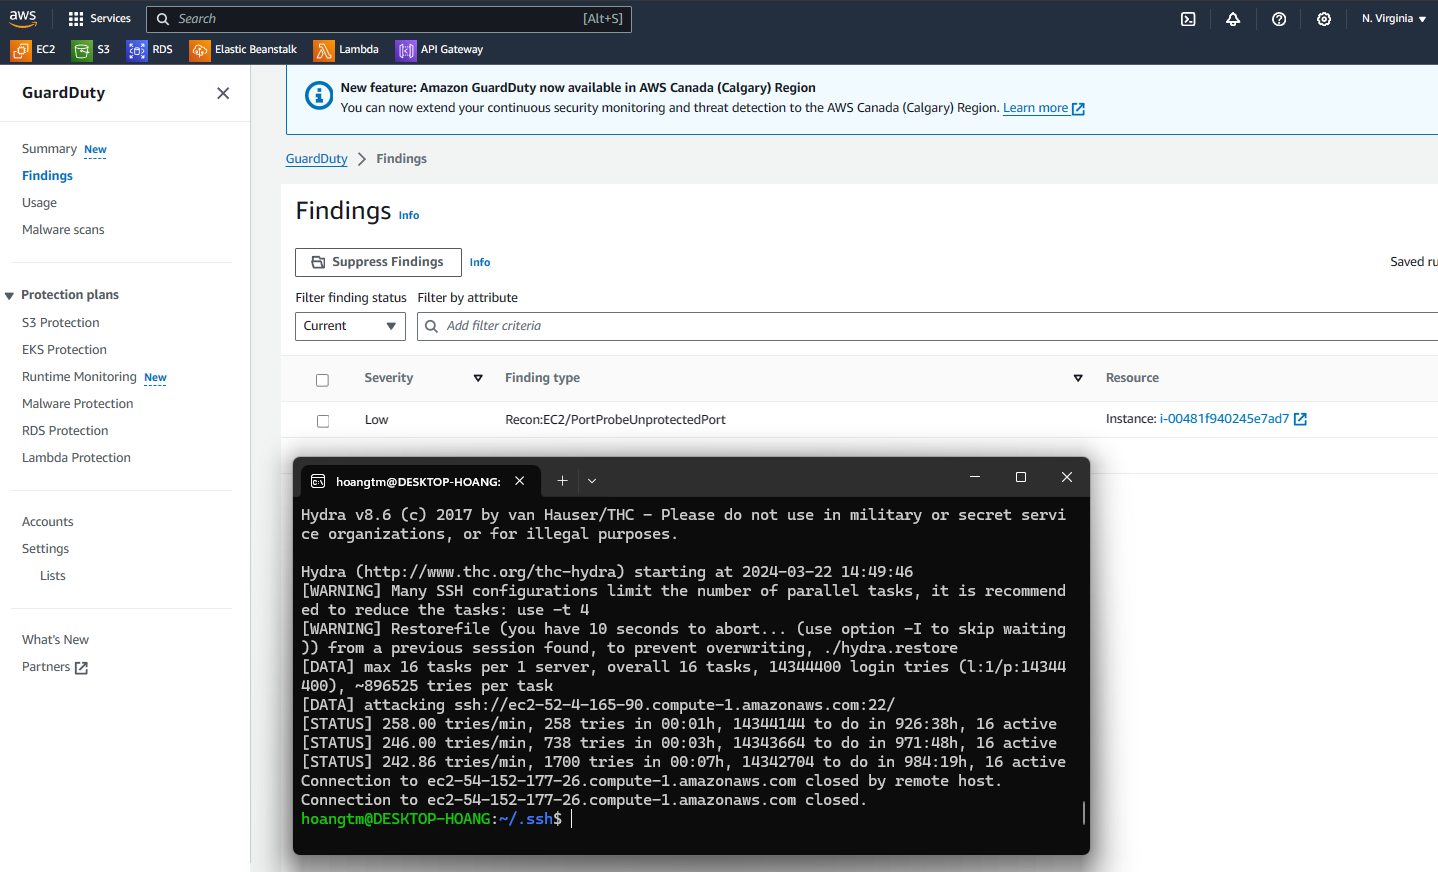 aws
Services
Search
[Alt+S]
N. Virginia
EC2
S3
RDS
Elastic Beanstalk
Lambda
API Gateway
GuardDuty
Summary New
Findings
Usage
Malware scans
Protection plans
S3 Protection
EKS Protection
Runtime Monitoring New
Malware Protection
RDS Protection
Lambda Protection
Accounts
Settings
Lists
What's New
Partners
New feature: Amazon GuardDuty now available in AWS Canada (Calgary) Region
You can now extend your continuous security monitoring and threat detection to the AWS Canada (Calgary) Region. Learn more
GuardDuty > Findings
Findings Info
Suppress Findings Info
Saved ru
Filter finding status Filter by attribute
Current
Add filter criteria
Severity Finding type Resource
Low Recon:EC2/PortProbeUnprotectedPort Instance: i-00481f940245e7ad7
hoangtm@DESKTOP-HOANG:
Hydra v8.6 (c) 2017 by van Hauser/THC - Please do not use in military or secret servi
ce organizations, or for illegal purposes.
Hydra (http://www.thc.org/thc-hydra) starting at 2024-03-22 14:49:46
[WARNING] Many SSH configurations limit the number of parallel tasks, it is recommend
ed to reduce the tasks: use -t 4
[WARNING] Restorefile (you have 10 seconds to abort... (use option -I to skip waiting
)) from a previous session found, to prevent overwriting, ./hydra.restore
[DATA] max 16 tasks per 1 server, overall 16 tasks, 14344400 login tries (l:1/p:14344
400), ~896525 tries per task
[DATA] attacking ssh://ec2-52-4-165-90.compute-1.amazonaws.com:22/
[STATUS] 258.00 tries/min, 258 tries in 00:01h, 14344144 to do in 926:38h, 16 active
[STATUS] 246.00 tries/min, 738 tries in 00:03h, 14343664 to do in 971:48h, 16 active
[STATUS] 242.86 tries/min, 1700 tries in 00:07h, 14342704 to do in 984:19h, 16 active
Connection to ec2-54-152-177-26.compute-1.amazonaws.com closed by remote host.
Connection to ec2-54-152-177-26.compute-1.amazonaws.com closed.
hoangtm@DESKTOP-HOANG:~/.ssh$